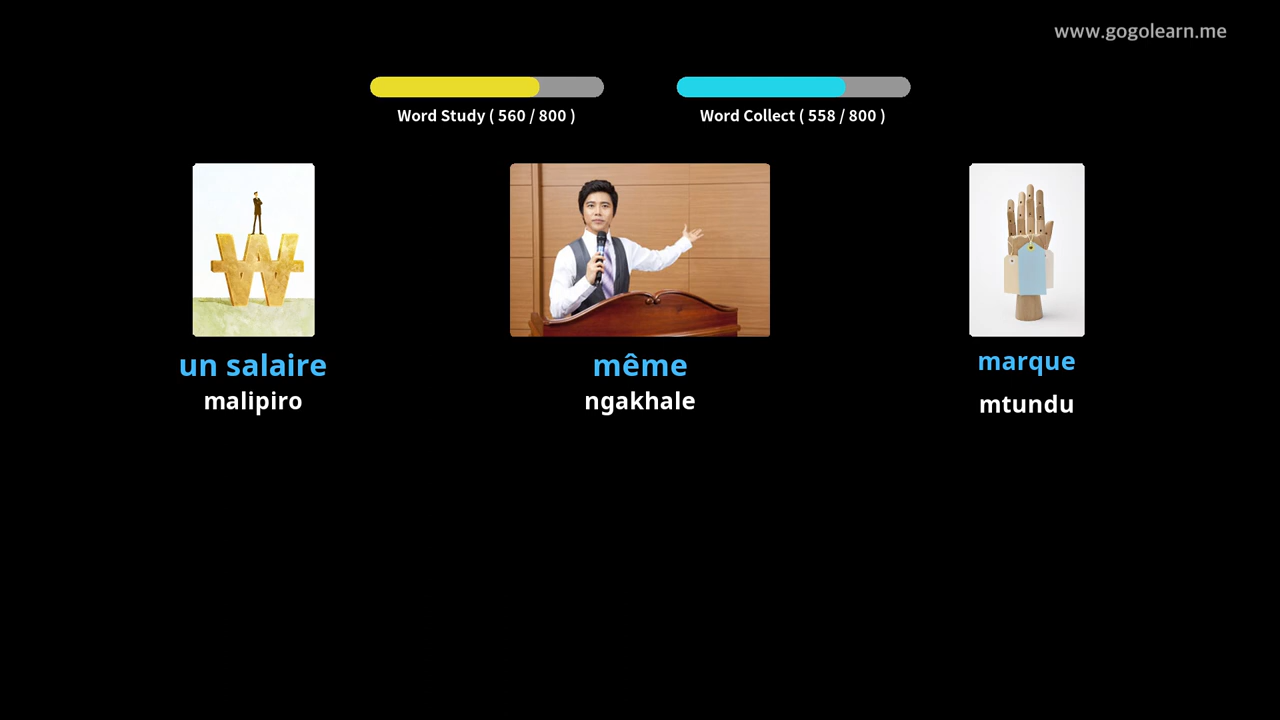 www.gogolearn.me
Word Study ( 560 / 800 )
Word Collect ( 558 / 800 )
un salaire
malipiro
même
ngakhale
marque
mtundu